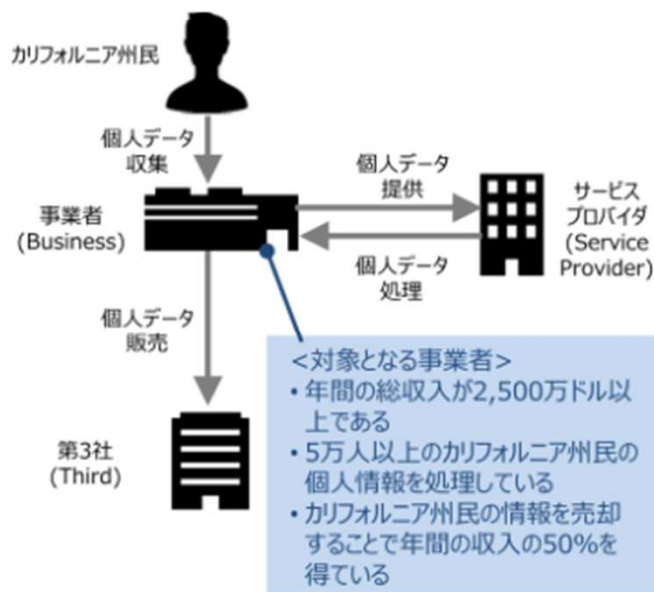 カリフォルニア州民
個人データ
収集
事業者
(Business)
個人データ
提供
個人データ
処理
サービス
プロバイダ
(Service
Provider)
個人データ
販売
第3社
(Third)
<対象となる事業者>
• 年間の総収入が2,500万ドル以
上である
• 5万人以上のカリフォルニア州民の
個人情報を処理している
• カリフォルニア州民の情報を売却
することで年間の収入の50%を
得ている